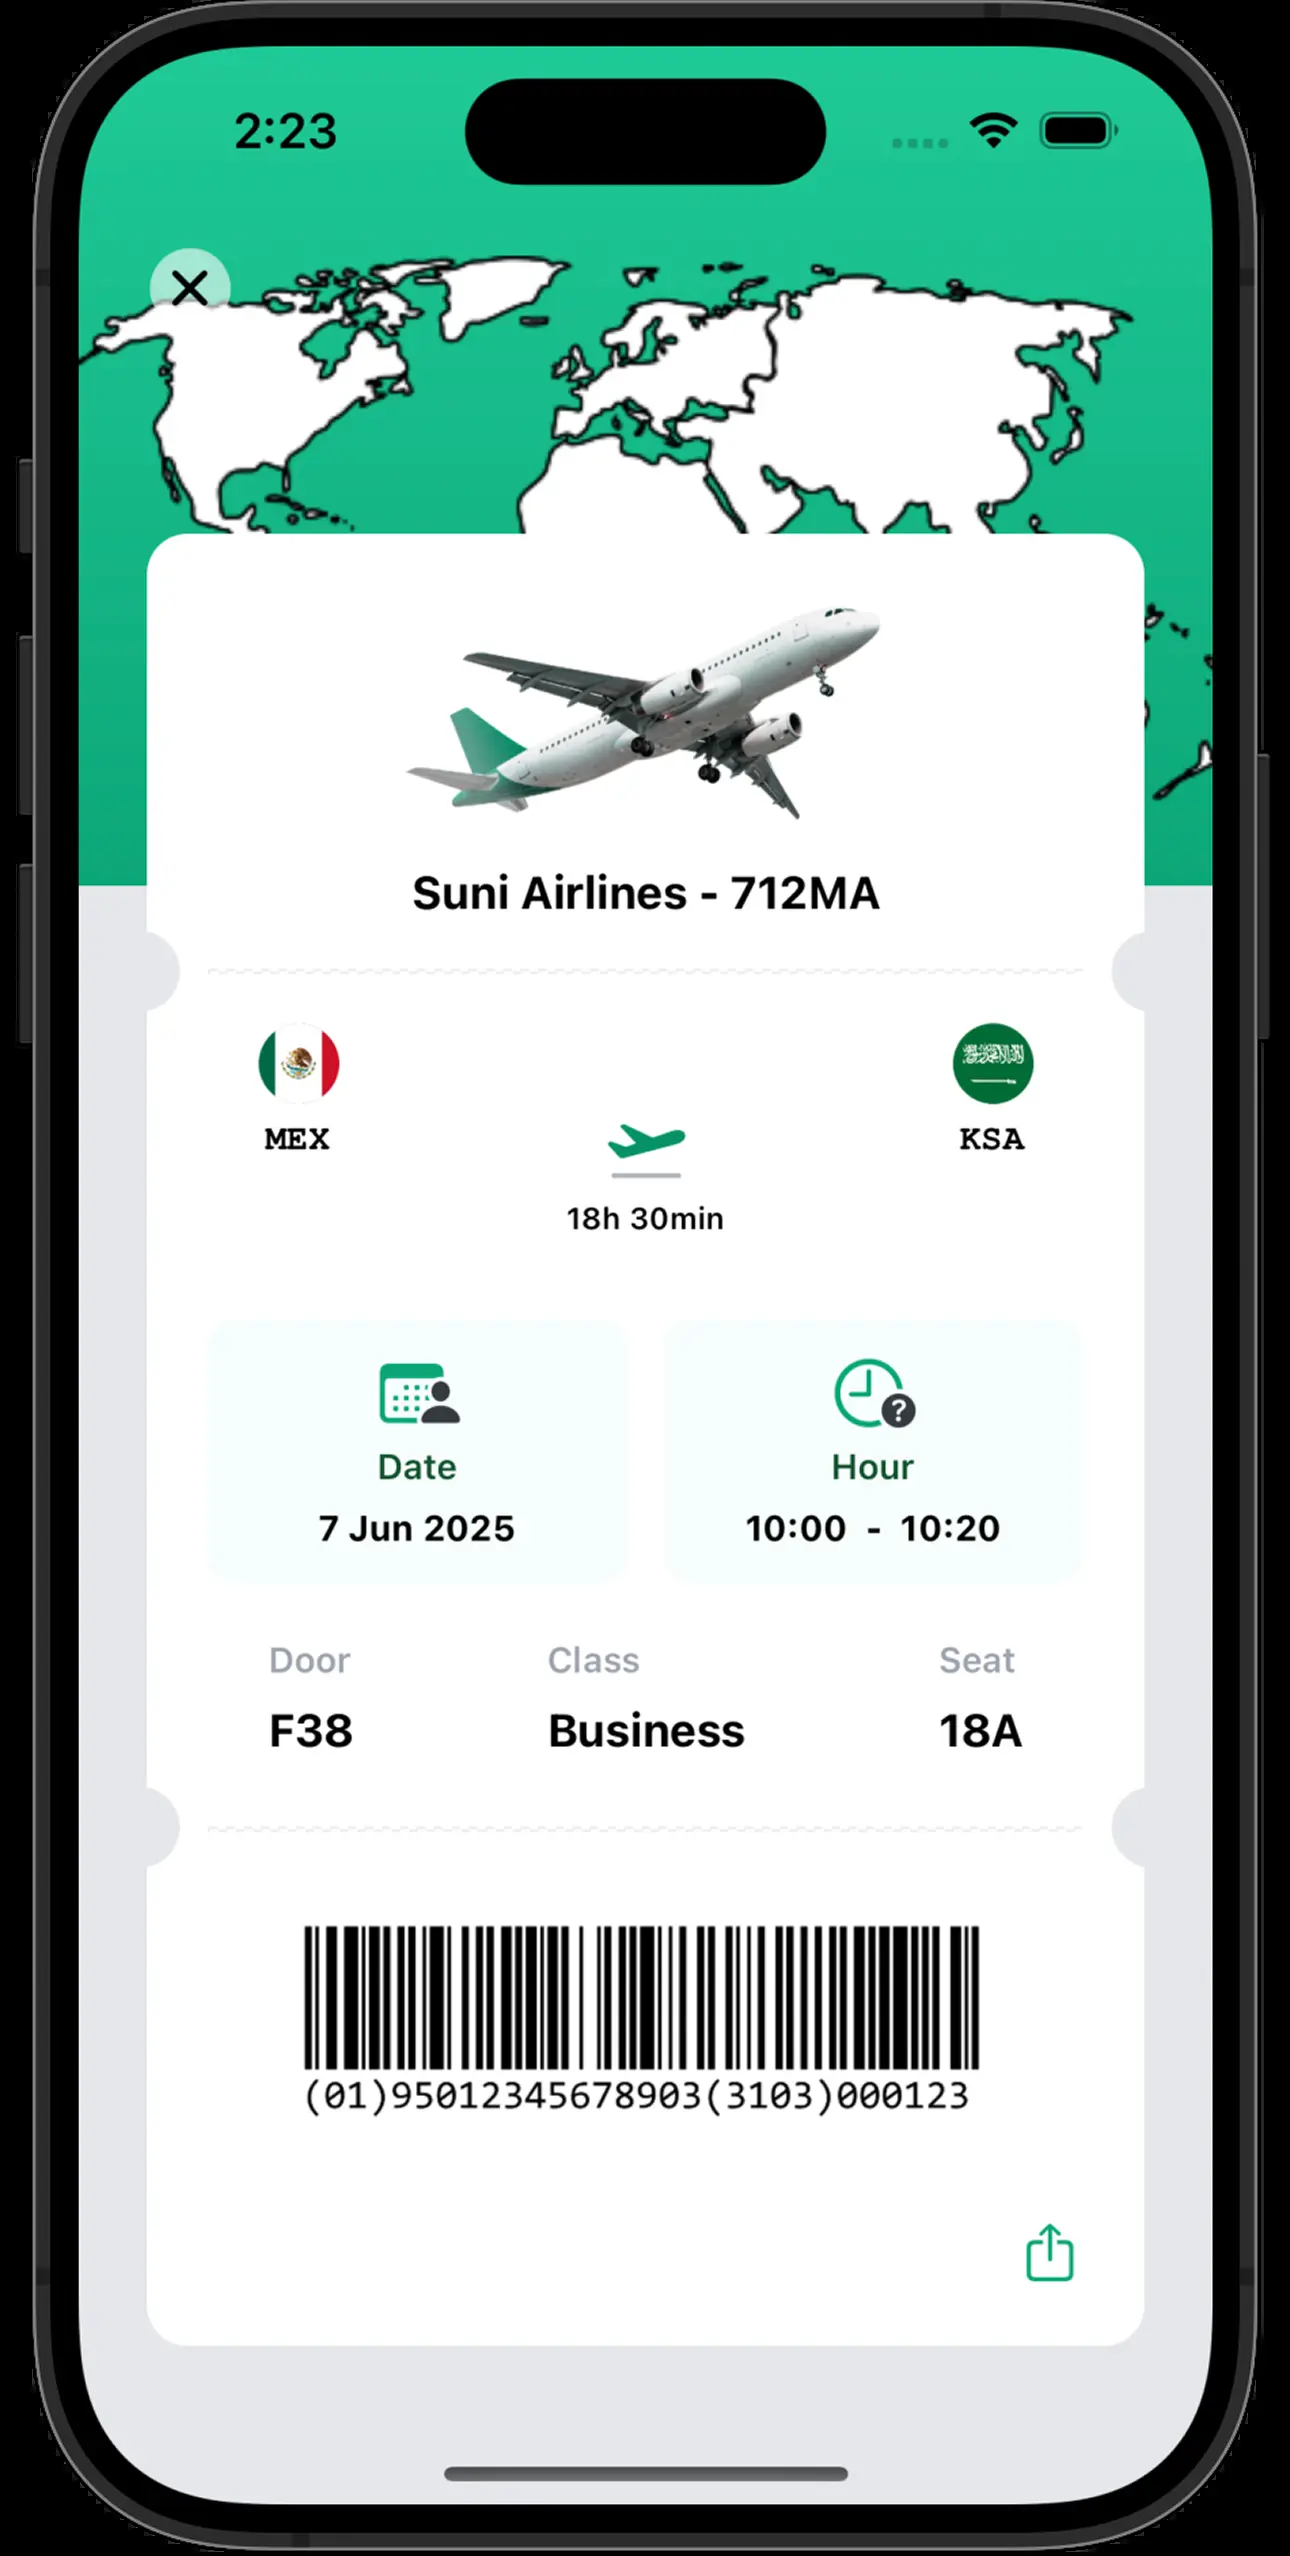 2:23
Suni Airlines - 712MA
MEX
KSA
18h 30min
Date
Hour
7 Jun 2025
10:00 - 10:20
?
Door
Class
Seat
F38
Business
18A
(01)95012345678903(3103)000123